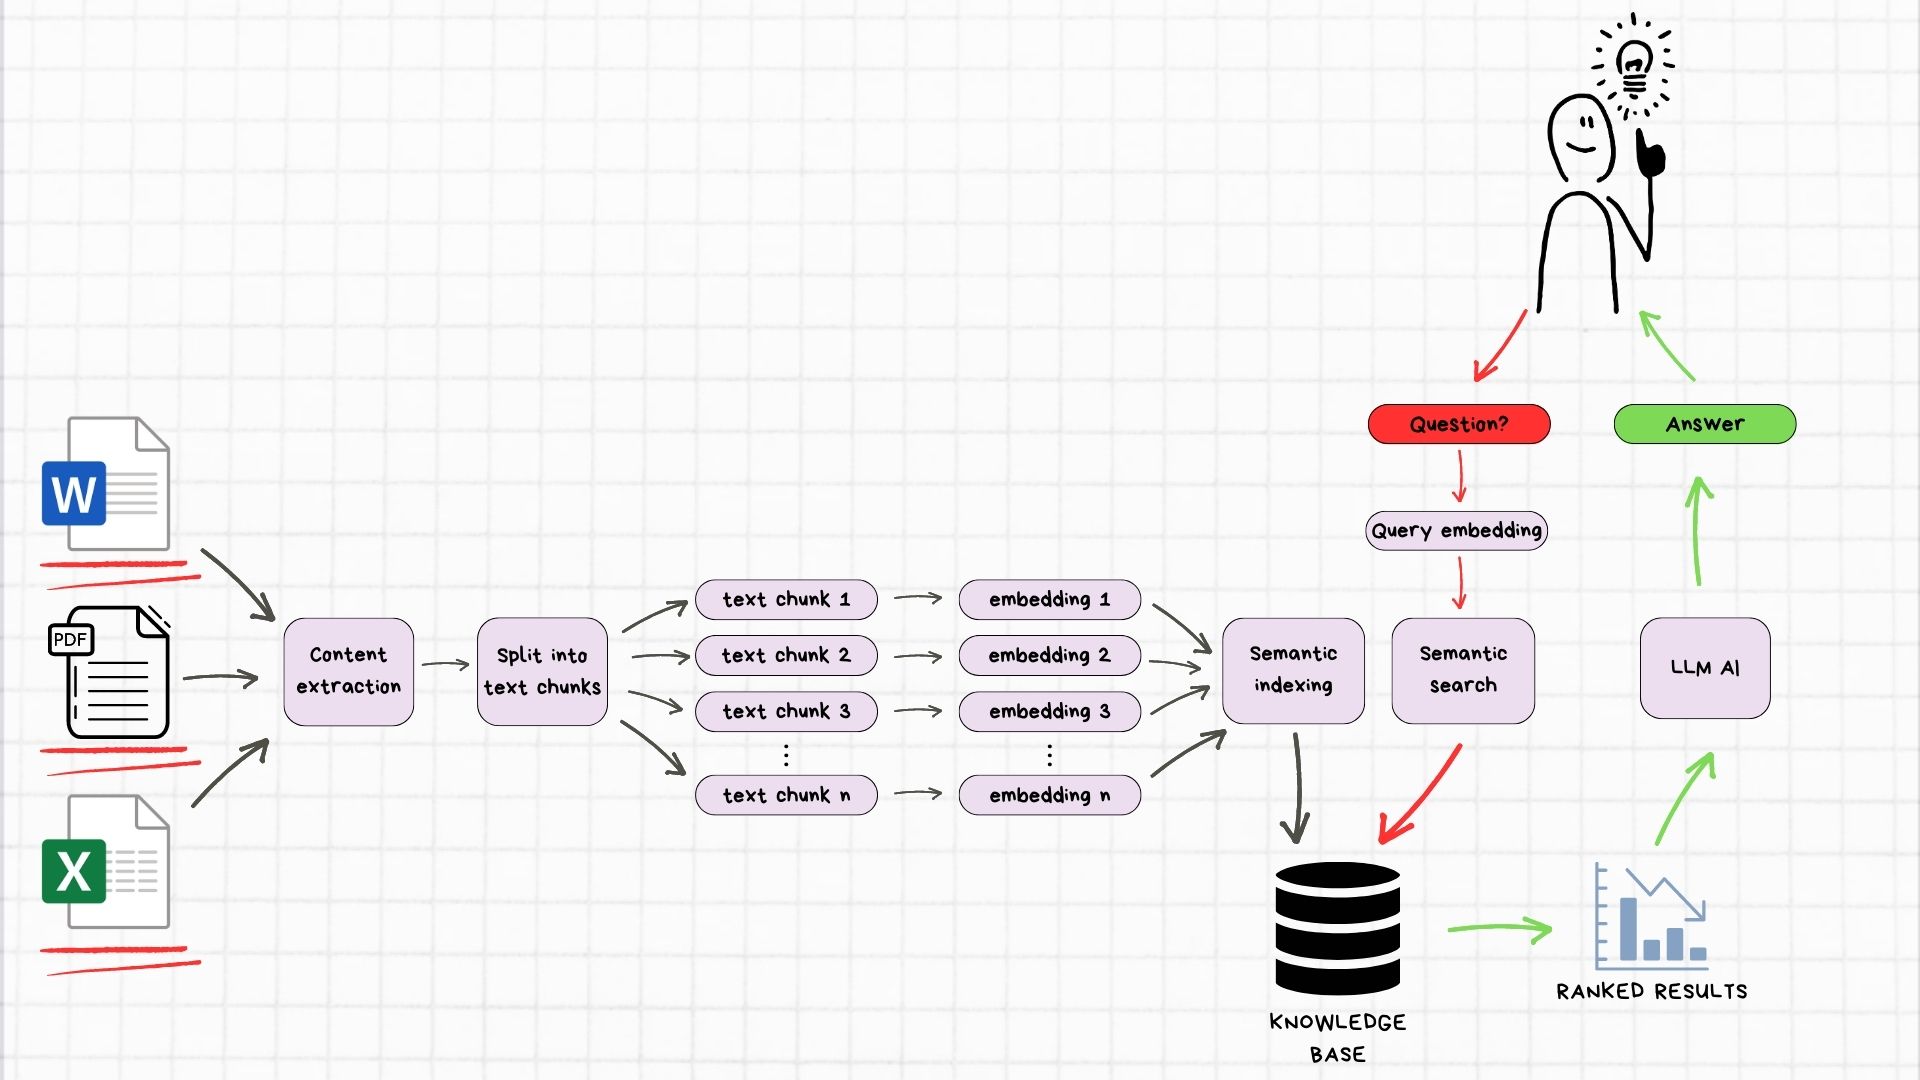 Question?
Answer
W
Query embedding
PDF
Content
extraction
Split into
text chunks
text chunk 1
text chunk 2
text chunk 3
⋮
text chunk n
embedding 1
embedding 2
embedding 3
⋮
embedding n
Semantic
indexing
Semantic
search
LLM AI
X
KNOWLEDGE
BASE
RANKED RESULTS